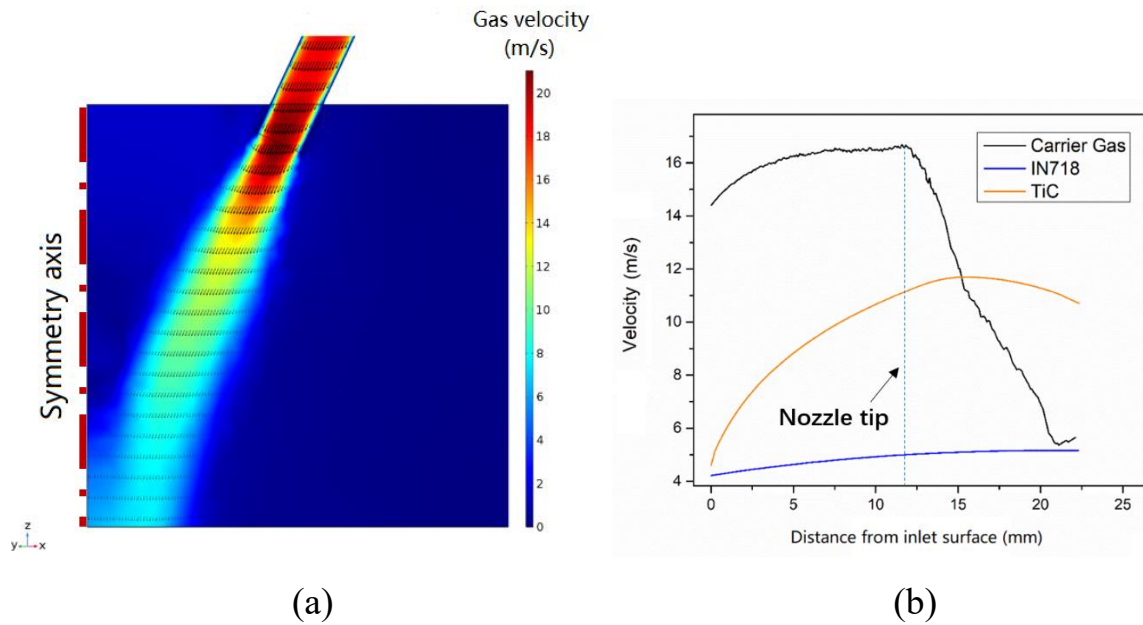 Gas velocity
(m/s)
20
18
16
14
12
10
8
6
4
2
0
Symmetry axis
z
y
x
(a)
16
14
12
10
8
6
4
Velocity (m/s)
Carrier Gas
IN718
TiC
Nozzle tip
0
5
10
15
20
25
Distance from inlet surface (mm)
(b)